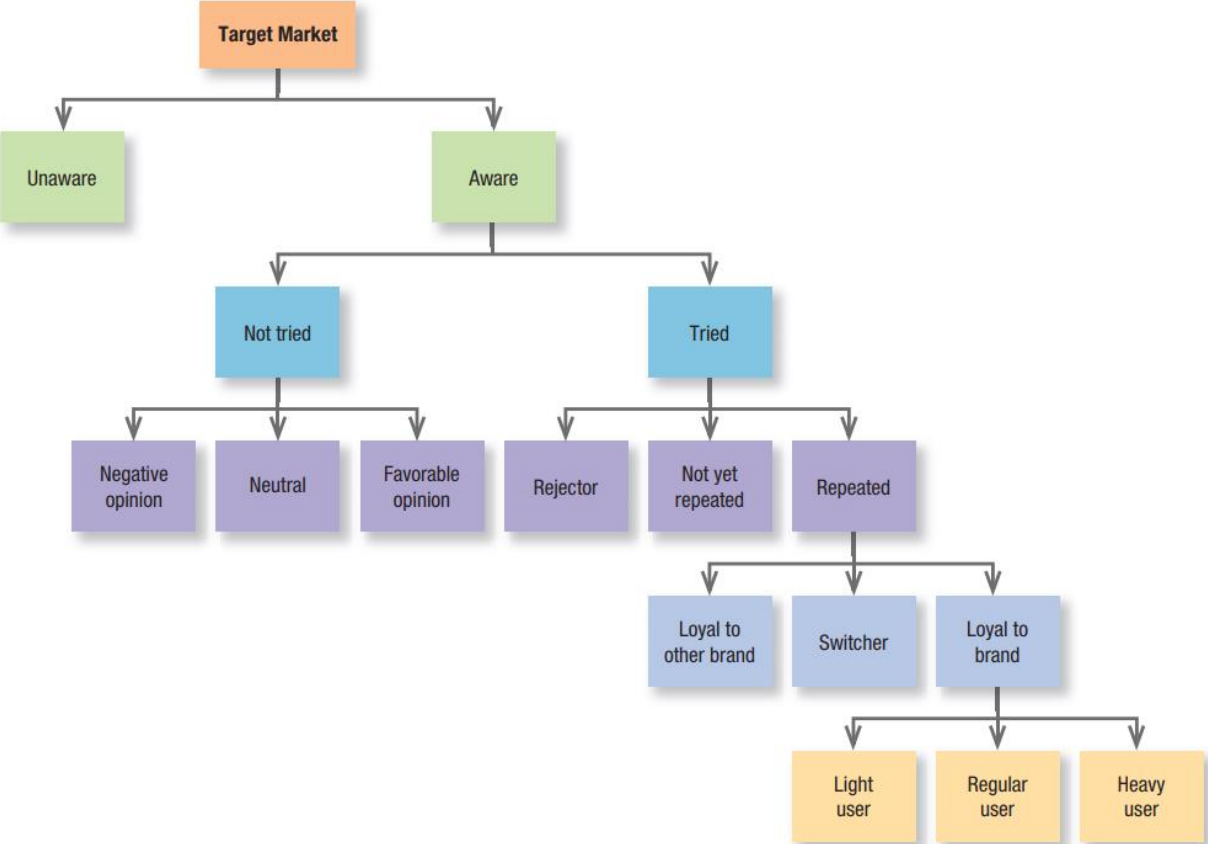 Target Market
Unaware
Aware
Not tried
Tried
Negative
opinion
Neutral
Favorable
opinion
Rejector
Not yet
repeated
Repeated
Loyal to
other brand
Switcher
Loyal to
brand
Light
user
Regular
user
Heavy
user